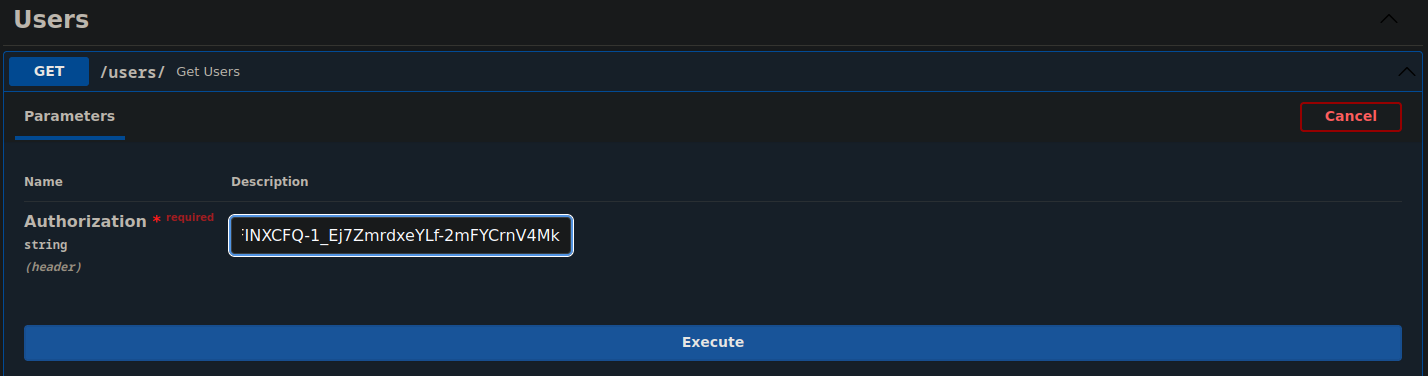 Users
GET /users/ Get Users
Parameters Cancel
Name Description
Authorization * required
string
(header)
INXCFQ-1_Ej7ZmrdxeYLf-2mFYCrnV4Mk
Execute